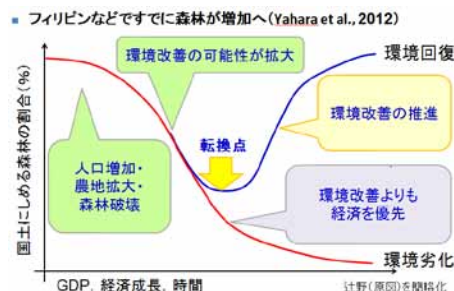 フィリピンなどですでに森林が増加へ(Yahara et al., 2012)
環境改善の可能性が拡大
環境回復
環境改善の推進
転換点
人口増加・
農地拡大・
森林破壊
環境改善よりも
経済を優先
環境劣化
国土にしめる森林の割合(%)
GDP, 経済成長, 時間
辻野(原図)を簡略化